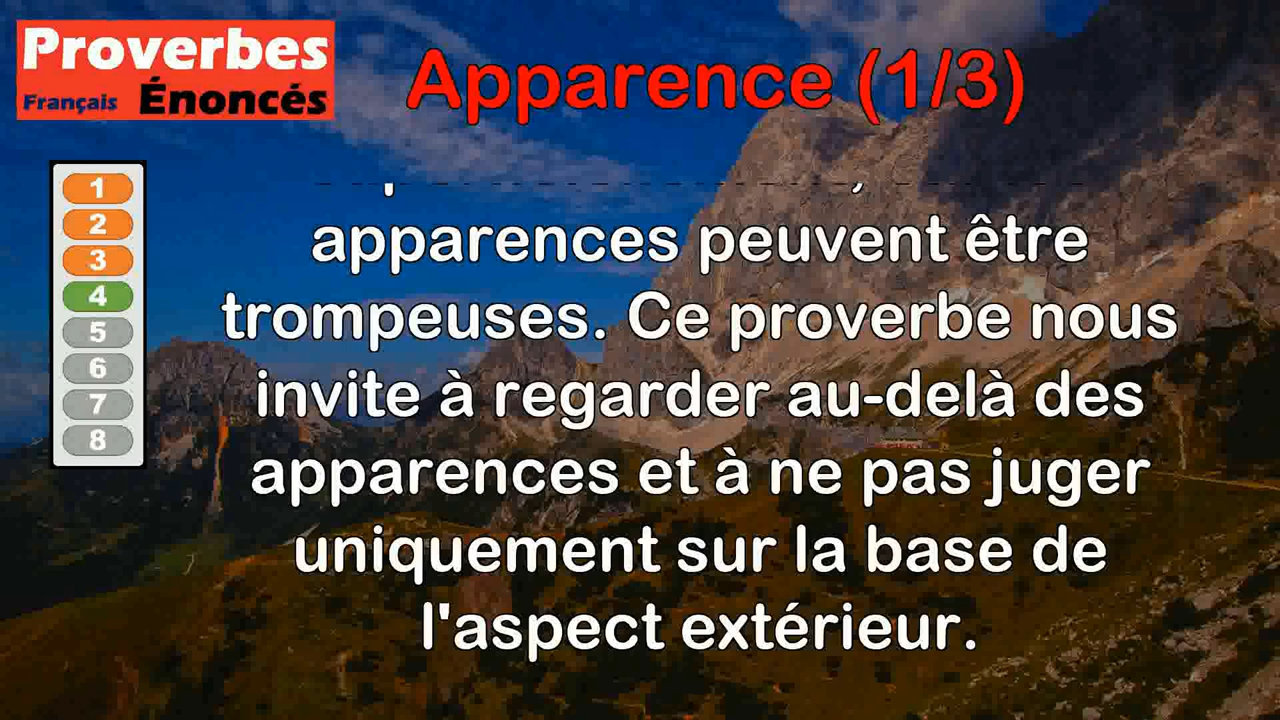 Proverbes
Français Énoncés
Apparence (1/3)
1
2
3
4
5
6
7
8
apparences peuvent être
trompeuses. Ce proverbe nous
invite à regarder au-delà des
apparences et à ne pas juger
uniquement sur la base de
l'aspect extérieur.